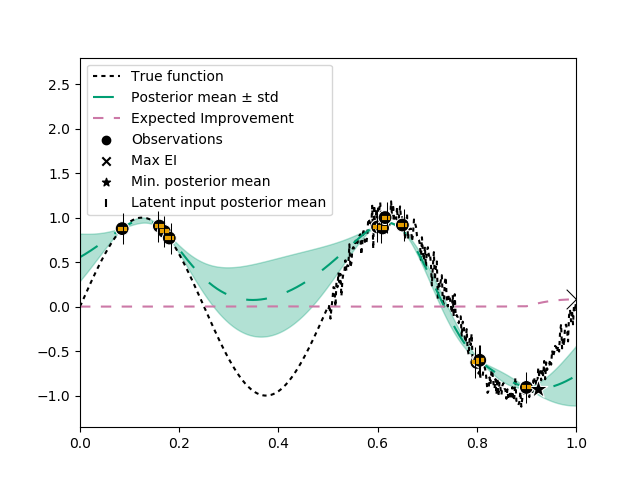 True function
Posterior mean ± std
Expected Improvement
Observations
Max EI
Min. posterior mean
Latent input posterior mean
2.5
2.0
1.5
1.0
0.5
0.0
−0.5
−1.0
0.0 0.2 0.4 0.6 0.8 1.0